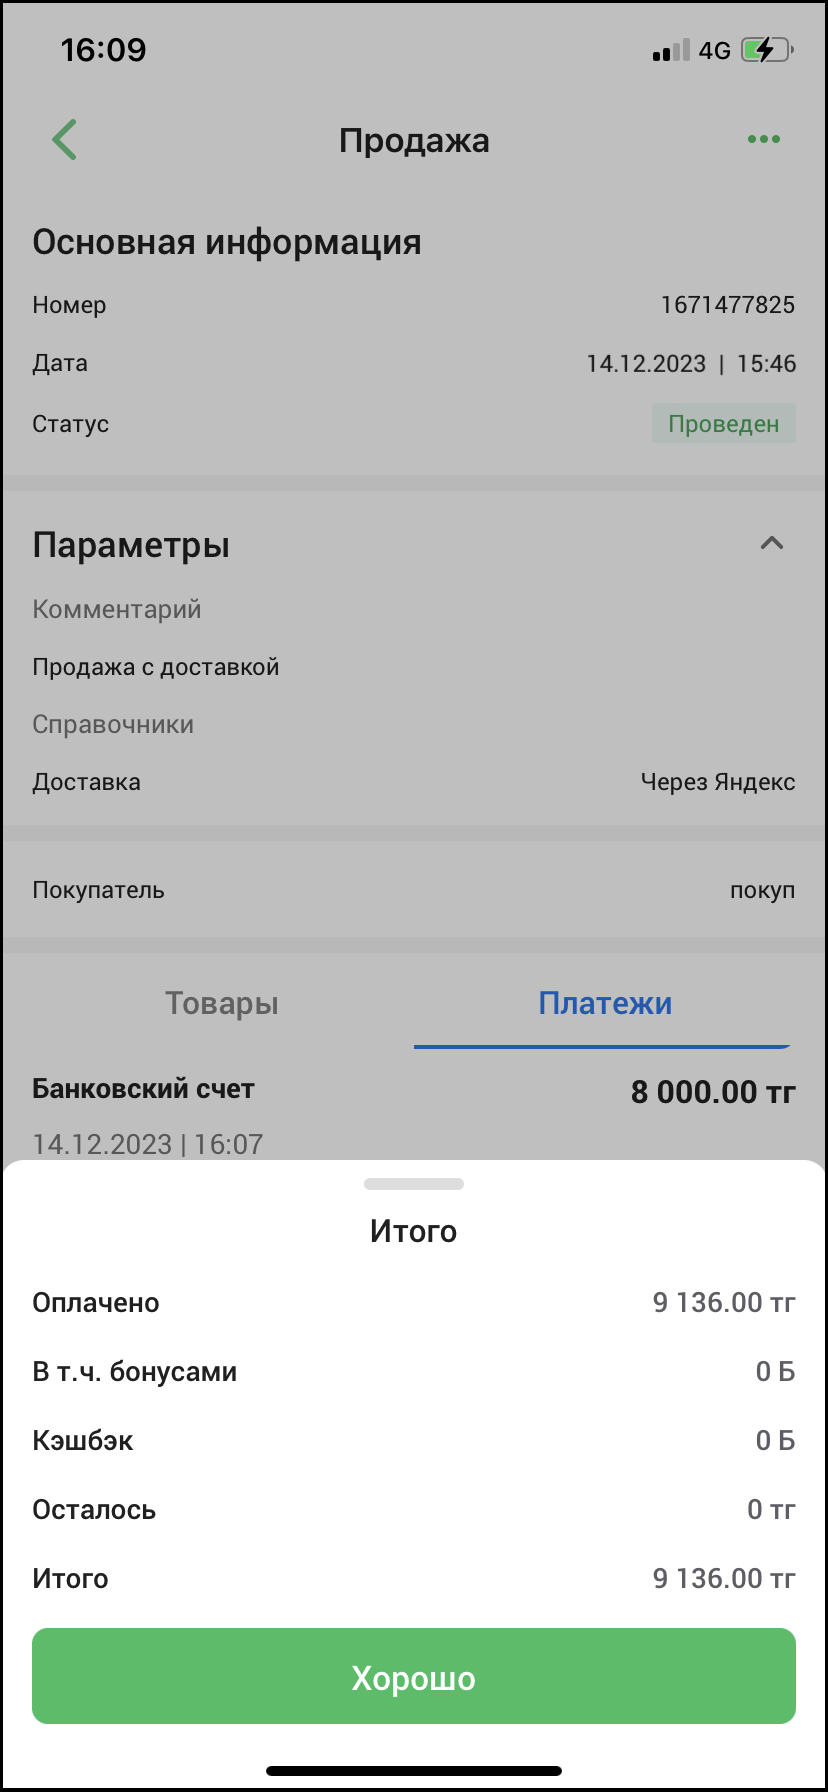 16:09 4G
Продажа
Основная информация
Номер 1671477825
Дата 14.12.2023 | 15:46
Статус Проведен
Параметры
Комментарий
Продажа с доставкой
Справочники
Доставка Через Яндекс
Покупатель покуп
Товары Платежи
Банковский счет 8 000.00 тг
14.12.2023 | 16:07
Итого
Оплачено 9 136.00 тг
В т.ч. бонусами 0 Б
Кэшбэк 0 Б
Осталось 0 тг
Итого 9 136.00 тг
Хорошо